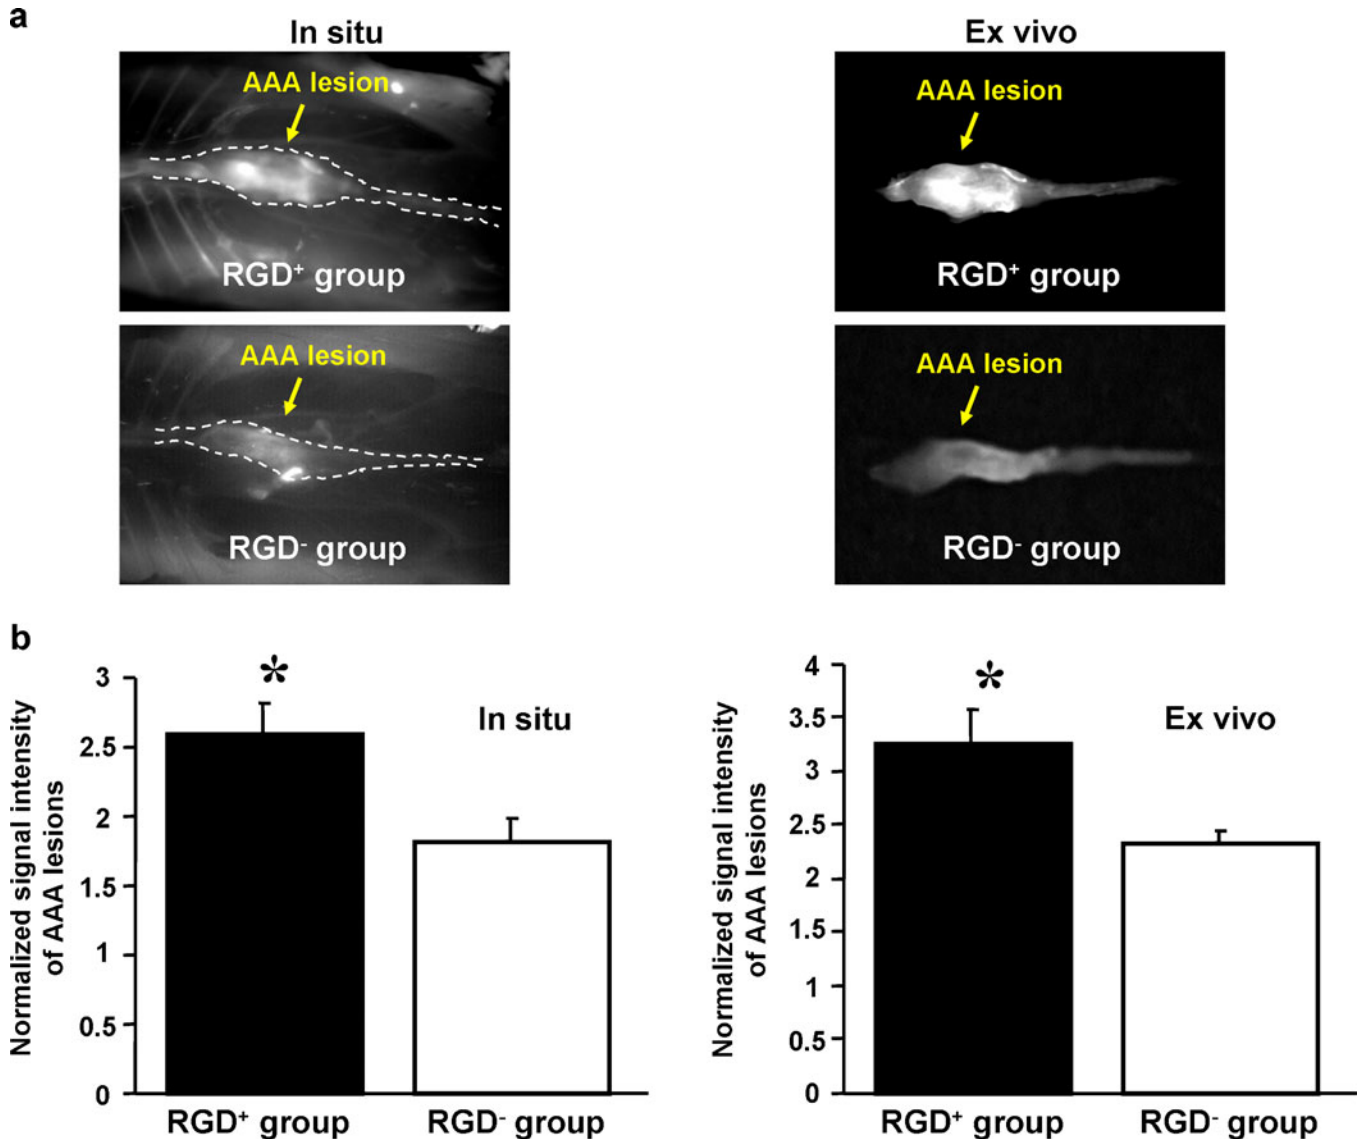 a
In situ
AAA lesion
RGD⁺ group
AAA lesion
RGD⁻ group
Ex vivo
AAA lesion
RGD⁺ group
AAA lesion
RGD⁻ group
b
Normalized signal intensity
of AAA lesions
3
2.5
2
1.5
1
0.5
0
*
In situ
RGD⁺ group
RGD⁻ group
Normalized signal intensity
of AAA lesions
4
3.5
3
2.5
2
1.5
1
0.5
0
*
Ex vivo
RGD⁺ group
RGD⁻ group